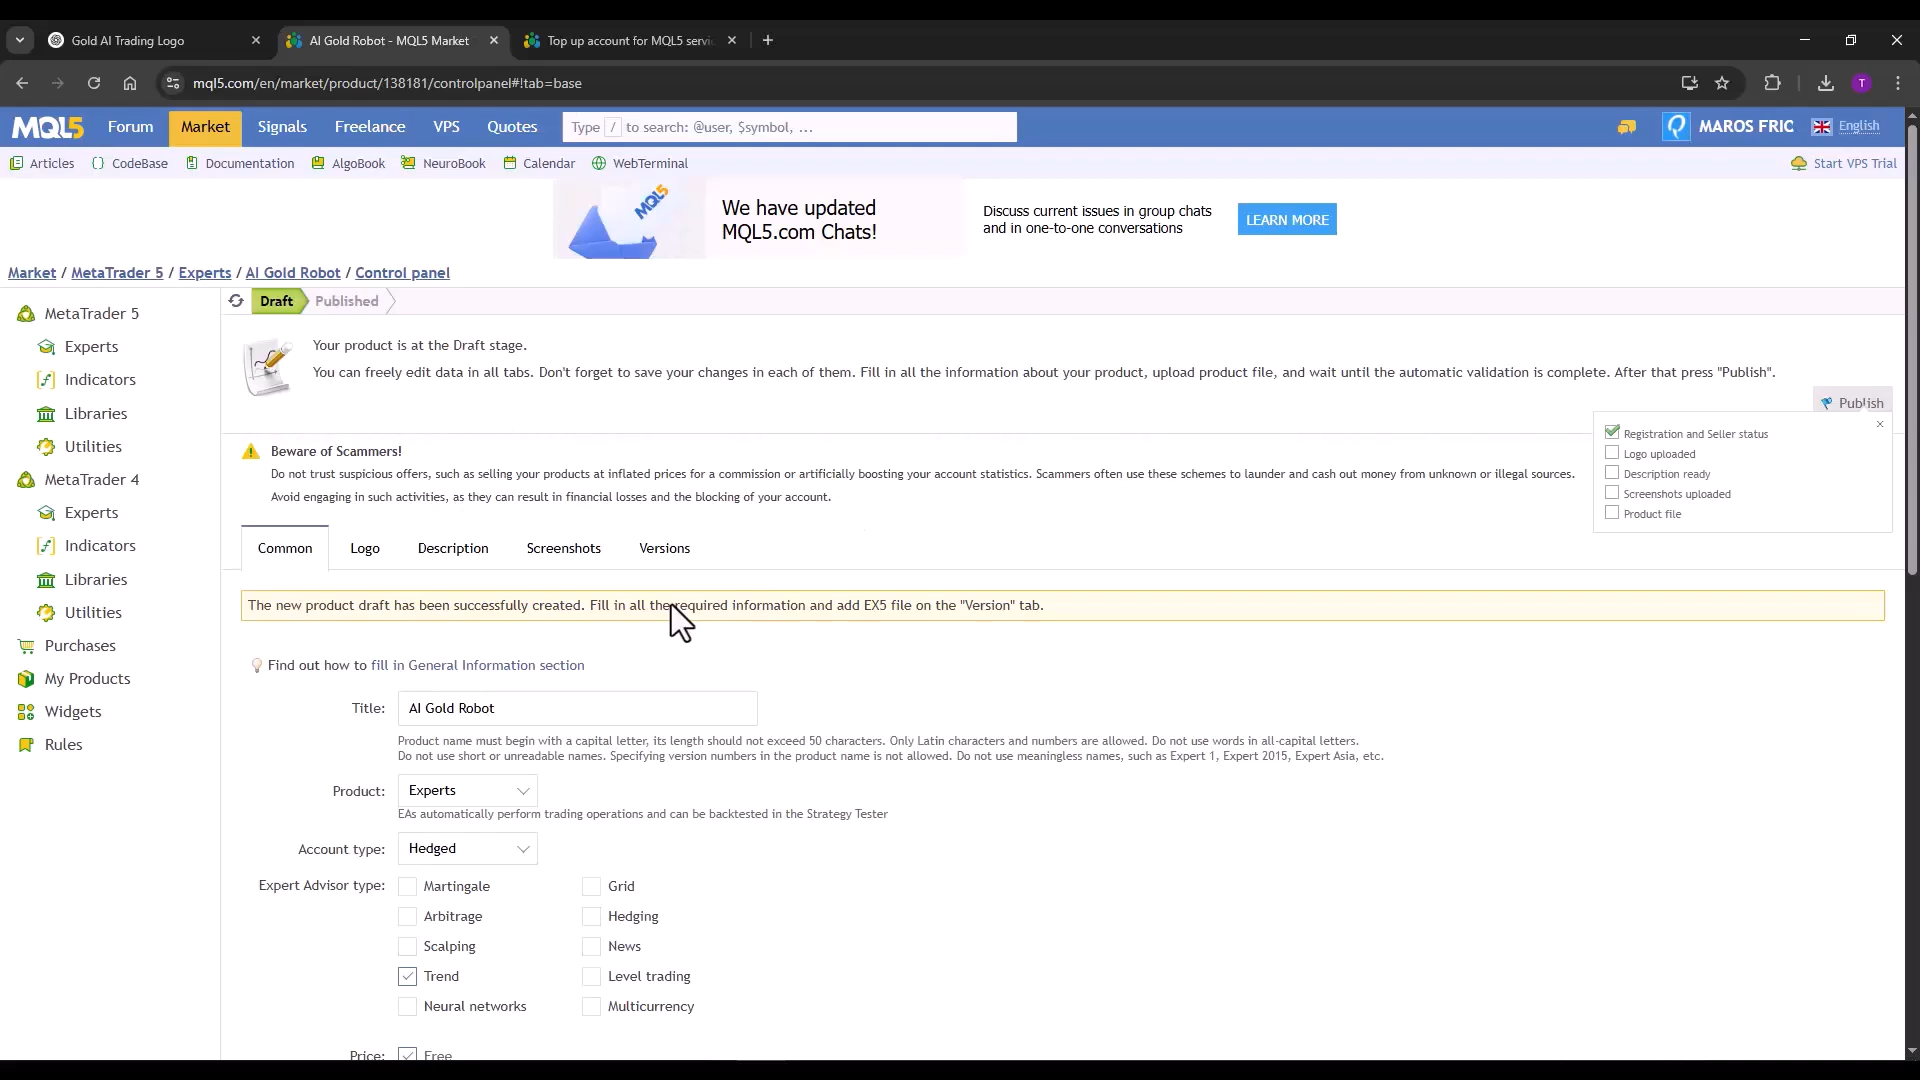 Gold AI Trading Logo
AI Gold Robot - MQL5 Market
Top up account for MQL5 servi
mql5.com/en/market/product/138181/controlpanel#!tab=base
T
MQL5
Forum
Market
Signals
Freelance
VPS
Quotes
Type / to search: @user, $symbol, ...
MAROS FRIC
English
Articles
CodeBase
Documentation
AlgoBook
NeuroBook
Calendar
WebTerminal
Start VPS Trial
MQL5
We have updated
MQL5.com Chats!
Discuss current issues in group chats
and in one-to-one conversations
LEARN MORE
Market / MetaTrader 5 / Experts / AI Gold Robot / Control panel
MetaTrader 5
Experts
Indicators
Libraries
Utilities
MetaTrader 4
Experts
Indicators
Libraries
Utilities
Purchases
My Products
Widgets
Rules
Draft
Published
Your product is at the Draft stage.
You can freely edit data in all tabs. Don't forget to save your changes in each of them. Fill in all the information about your product, upload product file, and wait until the automatic validation is complete. After that press "Publish".
Publish
Registration and Seller status
Logo uploaded
Description ready
Screenshots uploaded
Product file
Beware of Scammers!
Do not trust suspicious offers, such as selling your products at inflated prices for a commission or artificially boosting your account statistics. Scammers often use these schemes to launder and cash out money from unknown or illegal sources.
Avoid engaging in such activities, as they can result in financial losses and the blocking of your account.
Common
Logo
Description
Screenshots
Versions
The new product draft has been successfully created. Fill in all the required information and add EX5 file on the "Version" tab.
Find out how to fill in General Information section
Title: AI Gold Robot
Product name must begin with a capital letter, its length should not exceed 50 characters. Only Latin characters and numbers are allowed. Do not use words in all-capital letters.
Do not use short or unreadable names. Specifying version numbers in the product name is not allowed. Do not use meaningless names, such as Expert 1, Expert 2015, Expert Asia, etc.
Product: Experts
EAs automatically perform trading operations and can be backtested in the Strategy Tester
Account type: Hedged
Expert Advisor type: Martingale Grid
Arbitrage Hedging
Scalping News
Trend Level trading
Neural networks Multicurrency
Price: Free